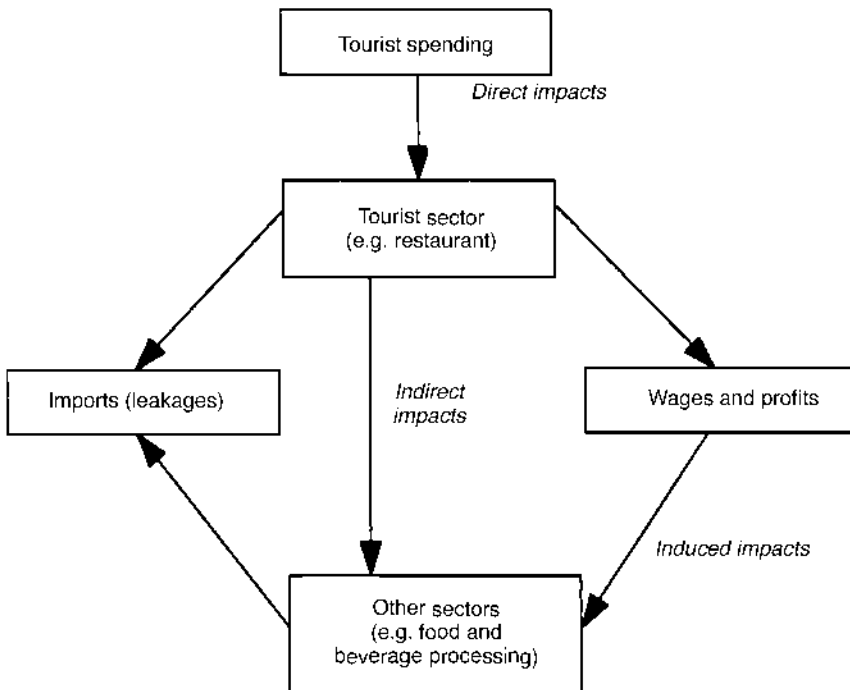 Tourist spending
Direct impacts
Tourist sector
(e.g. restaurant)
Imports (leakages)
Indirect
impacts
Wages and profits
Induced impacts
Other sectors
(e.g. food and
beverage processing)